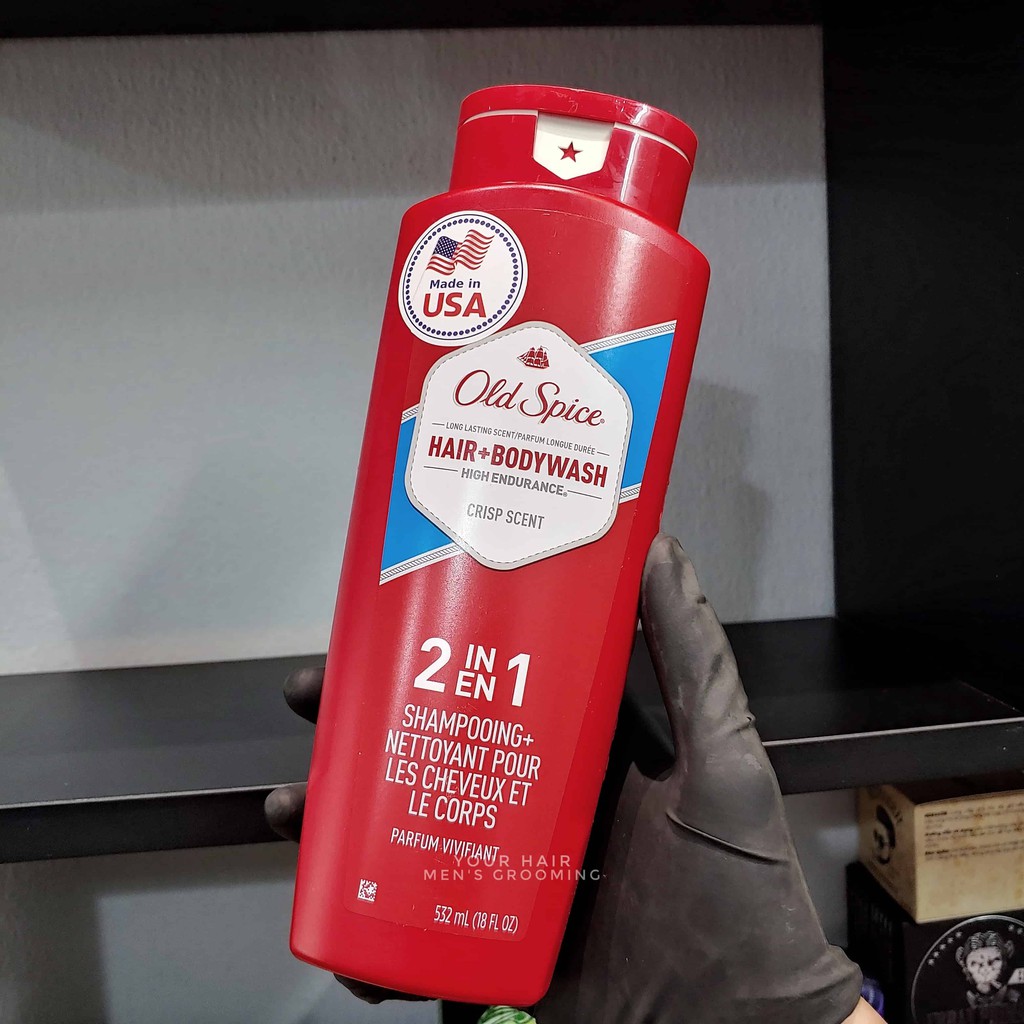 Made in
USA
Old Spice®
LONG LASTING SCENT/PARFUM LONGUE DURÉE
HAIR+BODYWASH
HIGH ENDURANCE®
CRISP SCENT
2 IN EN 1
SHAMPOOING+
NETTOYANT POUR
LES CHEVEUX ET
LE CORPS
PARFUM VIVIFIANT
YOUR HAIR
MEN'S GROOMING
532 mL (18 FL OZ)